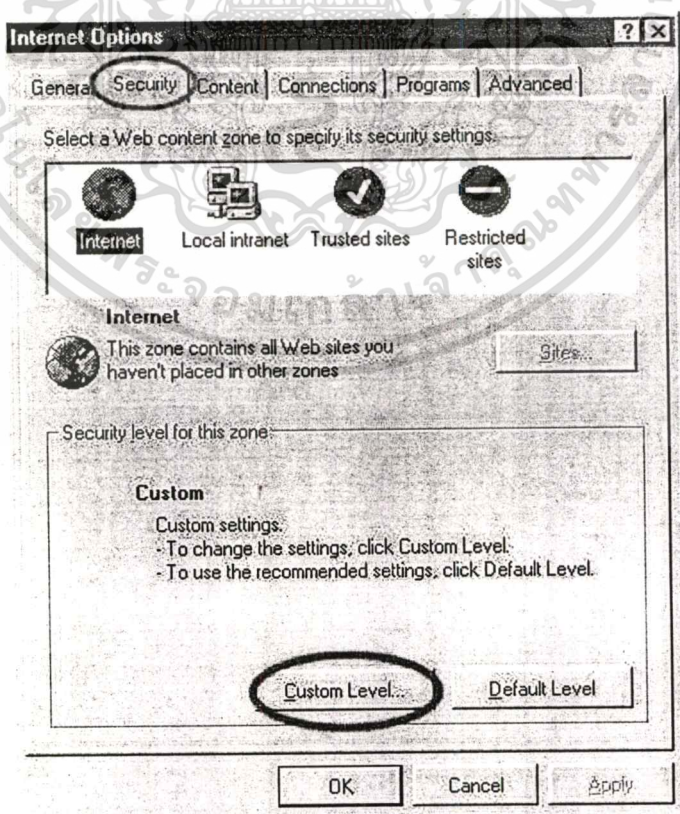 Internet Options
General Security Content Connections Programs Advanced
Select a Web content zone to specify its security settings.
Internet Local intranet Trusted sites Restricted sites
Internet
This zone contains all Web sites you
haven't placed in other zones
Sites...
Security level for this zone:
Custom
Custom settings.
- To change the settings, click Custom Level.
- To use the recommended settings, click Default Level.
Custom Level... Default Level
OK Cancel Apply